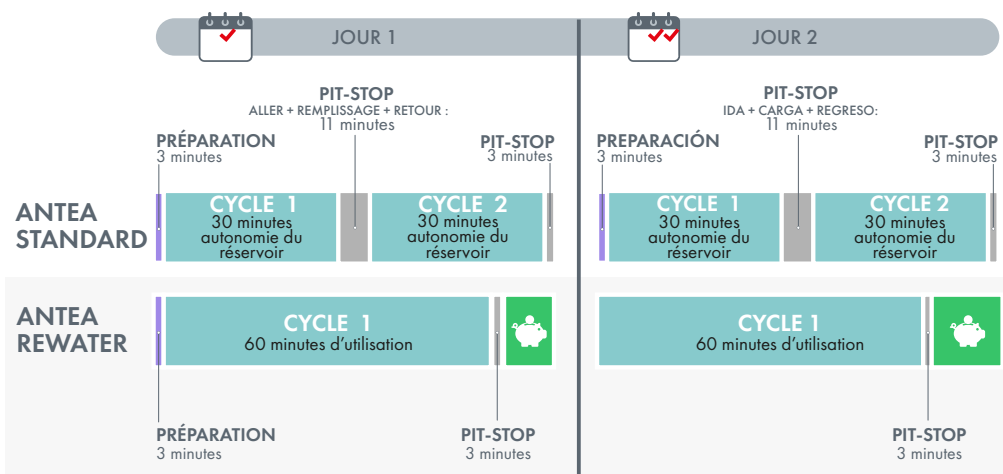 JOUR 1
JOUR 2
PIT-STOP
ALLER + REMPLISSAGE + RETOUR :
11 minutes
PIT-STOP
IDA + CARGA + REGRESO:
11 minutes
PRÉPARATION
3 minutes
PIT-STOP
3 minutes
PREPARACIÓN
3 minutes
PIT-STOP
3 minutes
ANTEA
STANDARD
CYCLE 1
30 minutes
autonomie du
réservoir
CYCLE 2
30 minutes
autonomie du
réservoir
CYCLE 1
30 minutes
autonomie du
réservoir
CYCLE 2
30 minutes
autonomie du
réservoir
ANTEA
REWATER
CYCLE 1
60 minutes d’utilisation
CYCLE 1
60 minutes d’utilisation
PRÉPARATION
3 minutes
PIT-STOP
3 minutes
PIT-STOP
3 minutes